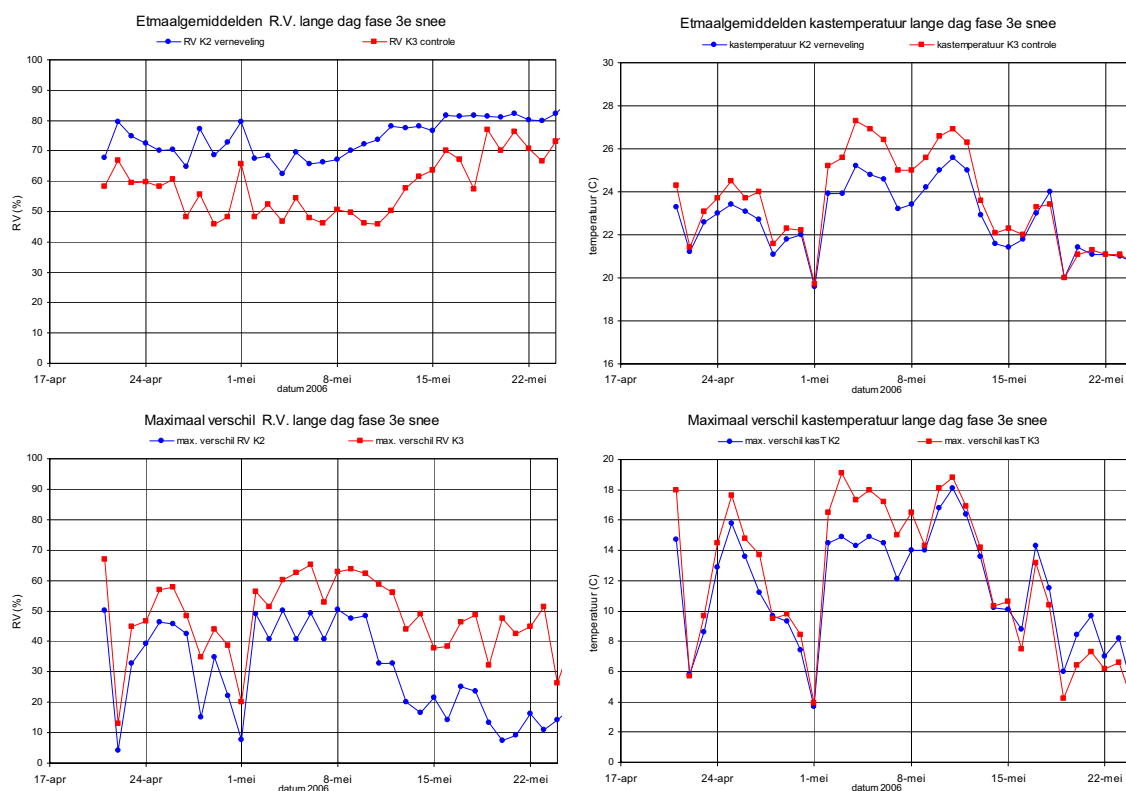 Etmaalgemiddelden R.V. lange dag fase 3e snee
RV K2 verneveling
RV K3 controle
100
90
80
70
60
50
40
30
20
10
0
RV (%)
17-apr
24-apr
1-mei
8-mei
15-mei
22-mei
datum 2006
Etmaalgemiddelden kastemperatuur lange dag fase 3e snee
kastemperatuur K2 verneveling
kastemperatuur K3 controle
30
28
26
24
22
20
18
16
temperatuur (C)
17-apr
24-apr
1-mei
8-mei
15-mei
22-mei
datum 2006
Maximaal verschil R.V. lange dag fase 3e snee
max. verschil RV K2
max. verschil RV K3
100
90
80
70
60
50
40
30
20
10
0
RV (%)
17-apr
24-apr
1-mei
8-mei
15-mei
22-mei
datum 2006
Maximaal verschil kastemperatuur lange dag fase 3e snee
max. verschil kasT K2
max. verschil kasT K3
20
18
16
14
12
10
8
6
4
2
0
temperatuur (C)
17-apr
24-apr
1-mei
8-mei
15-mei
22-mei
datum 2006